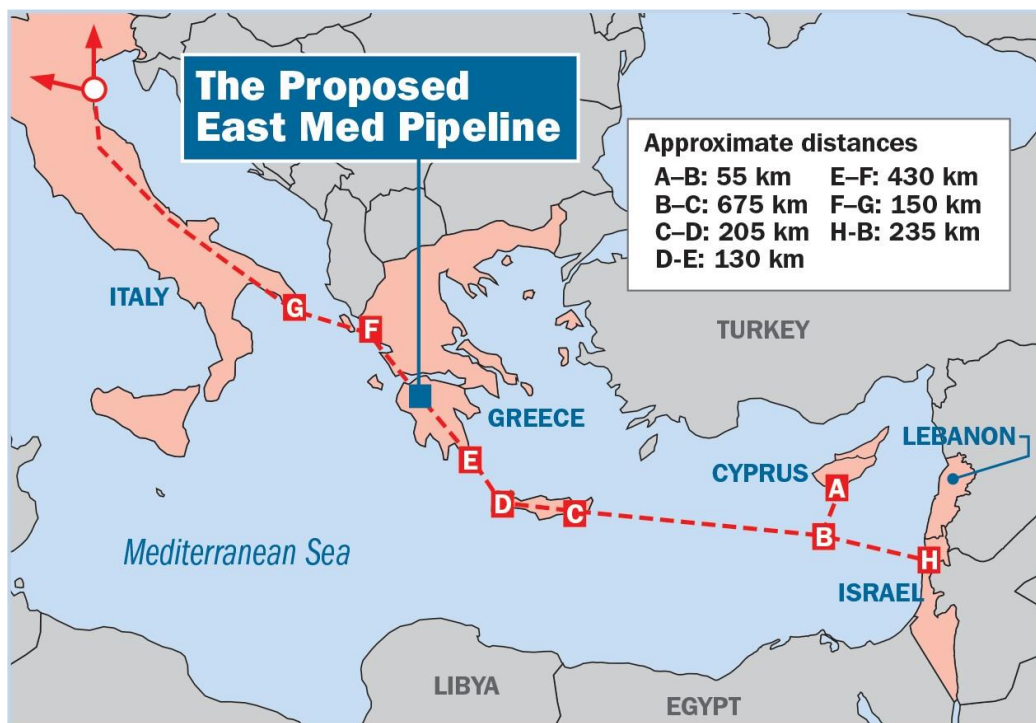 The Proposed
East Med Pipeline
Approximate distances
A–B: 55 km E–F: 430 km
B–C: 675 km F–G: 150 km
C–D: 205 km H-B: 235 km
D-E: 130 km
ITALY
G
F
TURKEY
GREECE
LEBANON
CYPRUS
E
A
D
C
B
Mediterranean Sea
H
ISRAEL
LIBYA
EGYPT